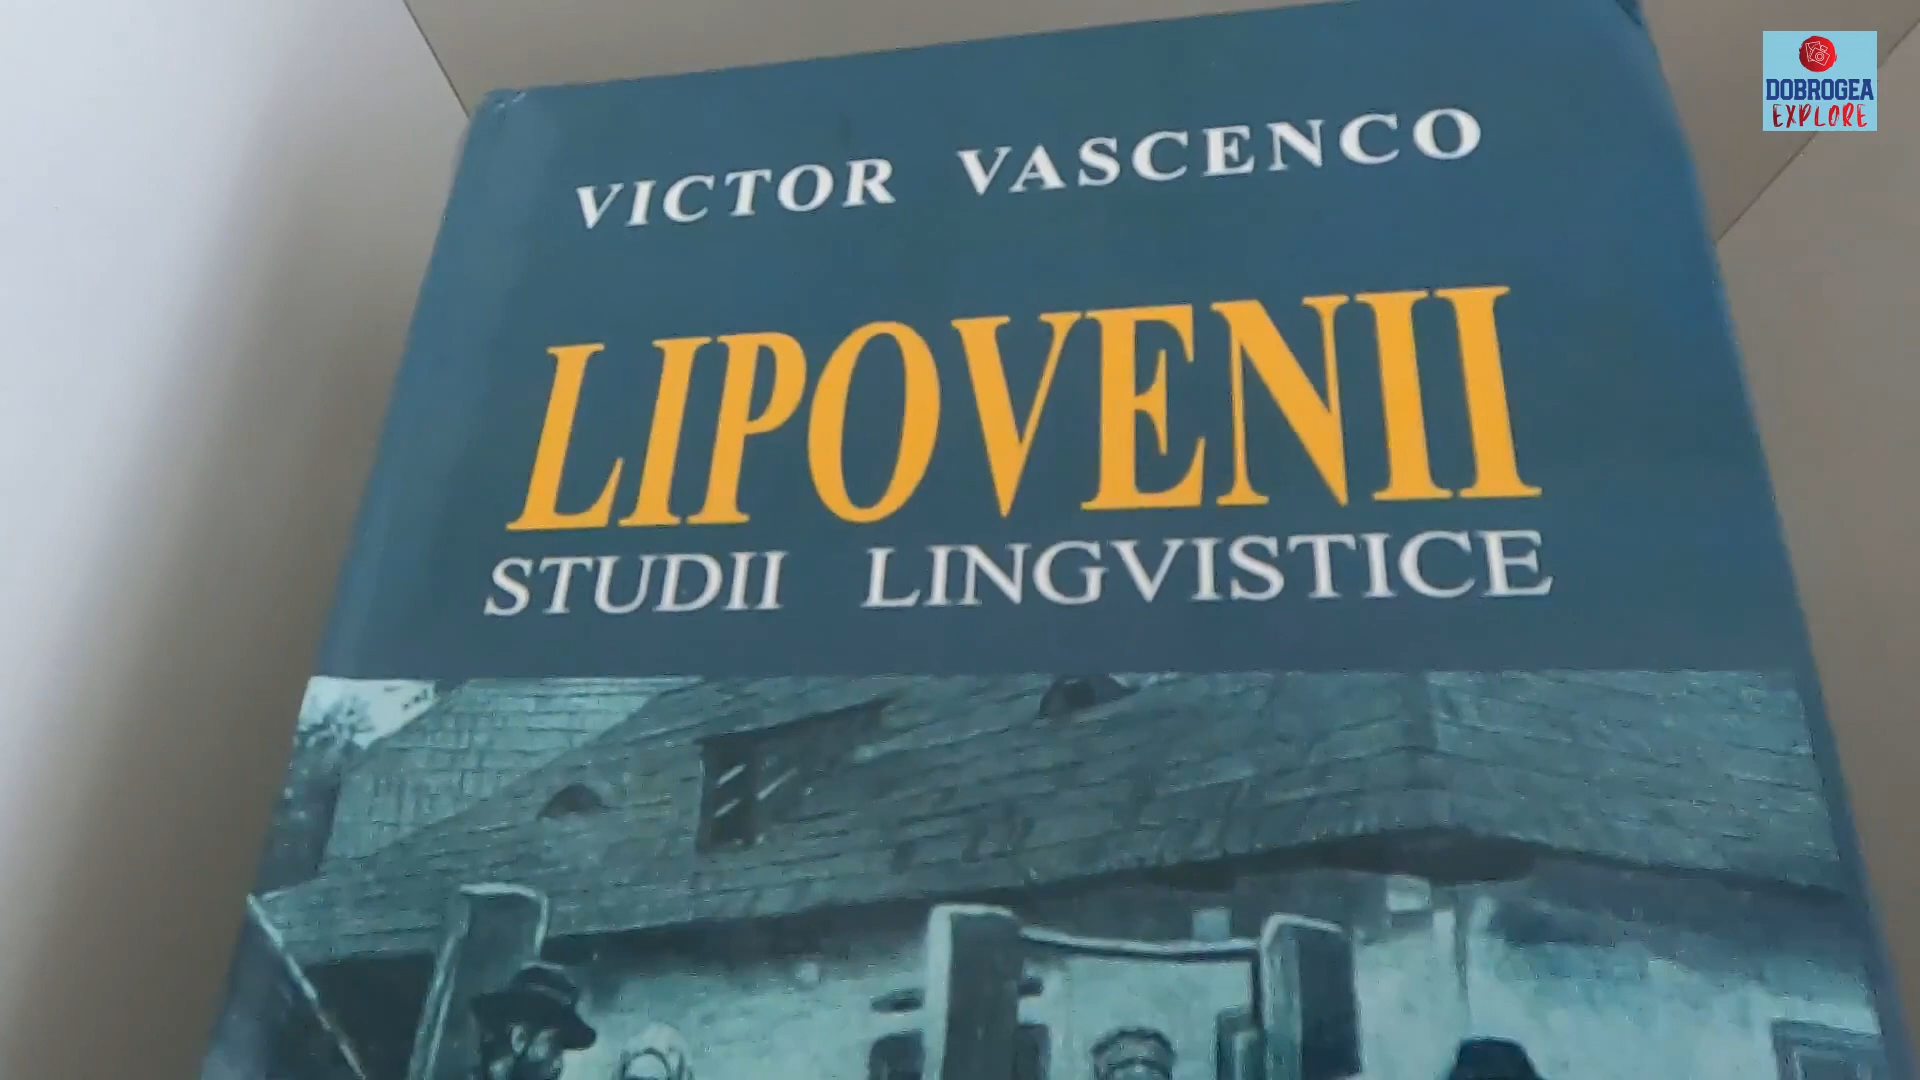 VICTOR VASCENCO
LIPOVENII
STUDII LINGVISTICE
DOBROGEA
EXPLORE